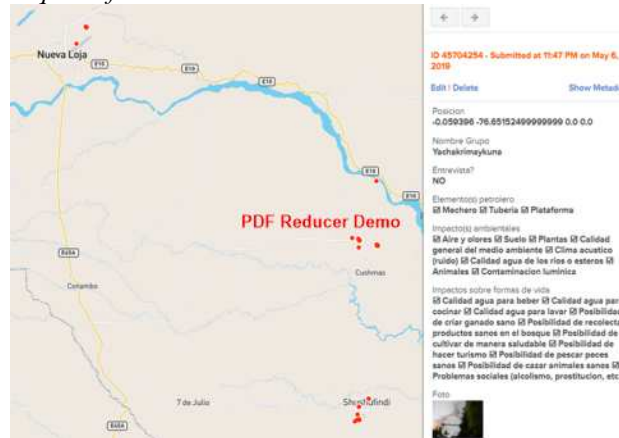 Nueva Loja
E10
E10
E10
E10
E10
PDF Reducer Demo
E45A
Cushmas
Corambo
7 de Julio
Shushufindi
E45A
ID 45704254 - Submitted at 11:47 PM on May 6,
2019
Edit | Delete
Show Metada
Posicion
-0.059396 -76.65152499999999 0.0 0.0
Nombre Grupo
Yachakrimaykuna
Entrevista?
NO
Elemento(s) petrolero
☑ Mechero ☑ Tuberia ☑ Plataforma
Impacto(s) ambientales
☑ Aire y olores ☑ Suelo ☑ Plantas ☑ Calidad
general del medio ambiente ☑ Clima acustico
(ruido) ☑ Calidad agua de los rios o esteros ☑
Animales ☑ Contaminacion luminica
Impactos sobre formas de vida
☑ Calidad agua para beber ☑ Calidad agua par
cocinar ☑ Calidad agua para lavar ☑ Posibilidad
de criar ganado sano ☑ Posibilidad de recolecta
productos sanos en el bosque ☑ Posibilidad de
cultivar de manera saludable ☑ Posibilidad de
hacer turismo ☑ Posibilidad de pescar peces
sanos ☑ Posibilidad de cazar animales sanos ☑
Problemas sociales (alcolismo, prostitucion, etc
Foto